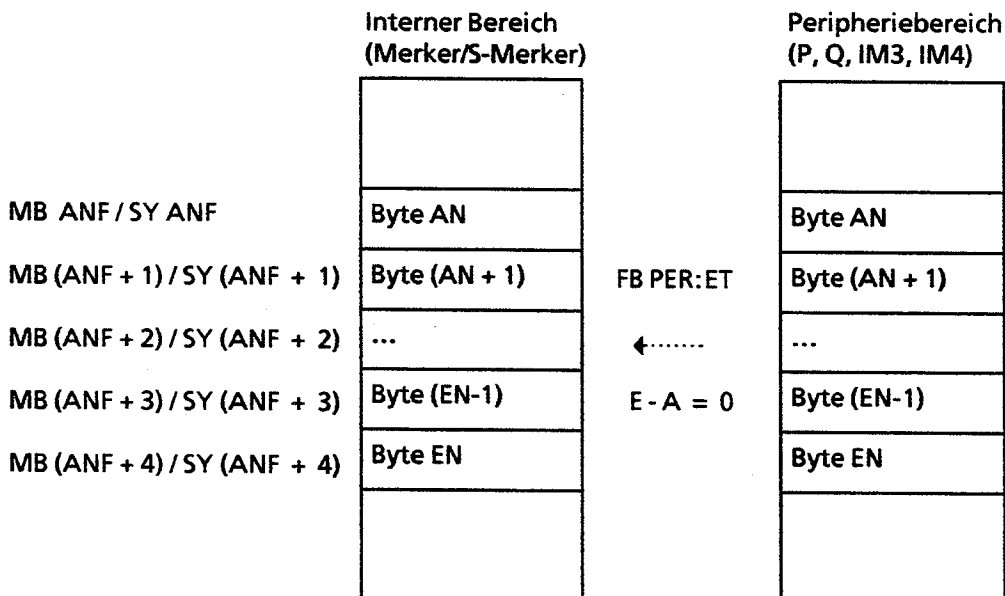 Interner Bereich
(Merker/S-Merker)
Peripheriebereich
(P, Q, IM3, IM4)
MB ANF / SY ANF
Byte AN
Byte AN
MB (ANF + 1) / SY (ANF + 1)
Byte (AN + 1)
FB PER:ET
Byte (AN + 1)
MB (ANF + 2) / SY (ANF + 2)
...
...
MB (ANF + 3) / SY (ANF + 3)
Byte (EN-1)
E - A = 0
Byte (EN-1)
MB (ANF + 4) / SY (ANF + 4)
Byte EN
Byte EN